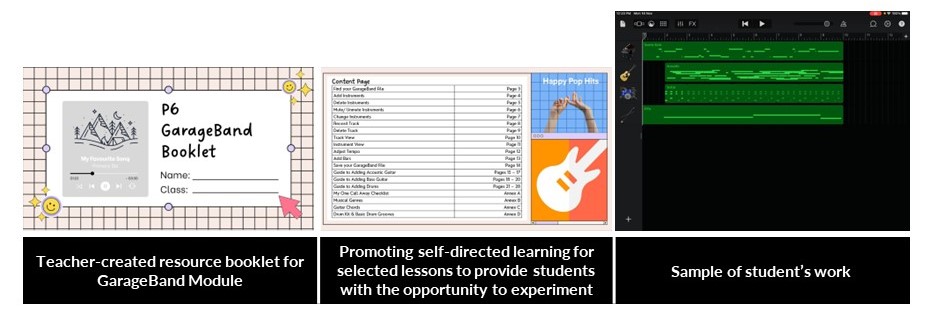 P6
GarageBand
Booklet
My Favourite Song
Name:
Class:
Content Page
Find your GarageBand file Page 3
Add Instruments Page 4
Delete Instruments Page 5
Mute/ Unmute Instruments Page 6
Change Instruments Page 7
Record Track Page 8
Delete Track Page 9
Track View Page 10
Instrument View Page 11
Adjust Tempo Page 12
Add Bars Page 13
Save your GarageBand File Page 14
Guide to Adding Acoustic Guitar Pages 15 – 17
Guide to Adding Bass Guitar Pages 18 – 20
Guide to Adding Drums Pages 21 – 28
My One Call Away Checklist Annex A
Musical Genres Annex B
Guitar Chords Annex C
Drum Kit & Basic Drum Grooves Annex D
Happy Pop Hits
FX
Teacher-created resource booklet for
GarageBand Module
Promoting self-directed learning for
selected lessons to provide students
with the opportunity to experiment
Sample of student's work